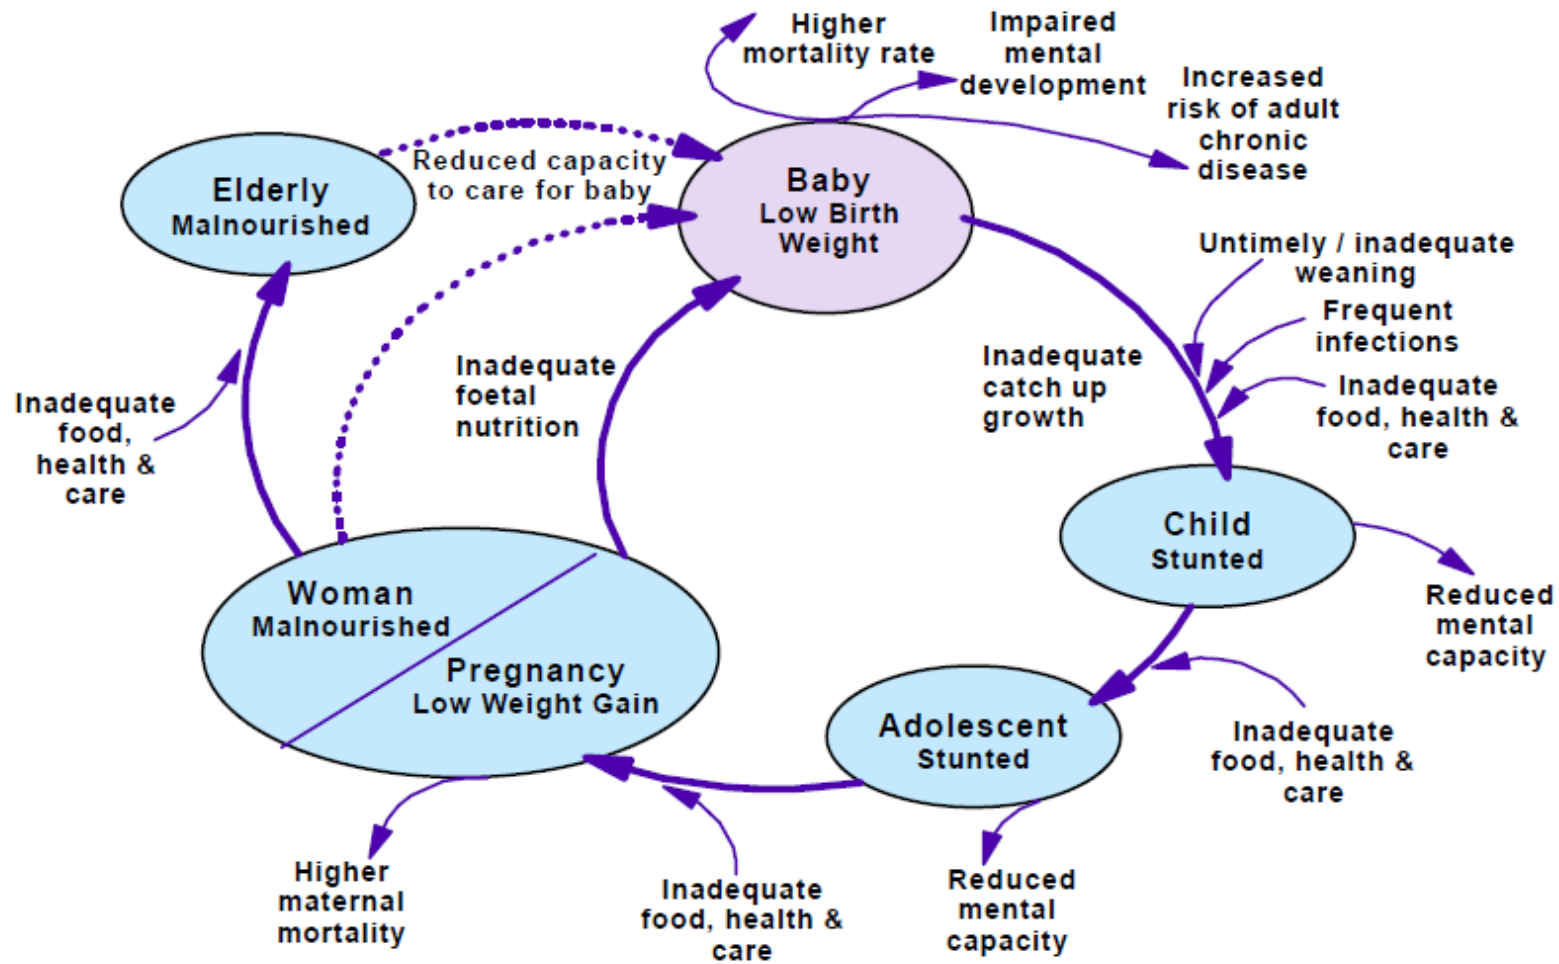 Higher
mortality rate
Impaired
mental
development
Increased
risk of adult
chronic
disease
Reduced capacity
to care for baby
Elderly
Malnourished
Baby
Low Birth
Weight
Untimely / inadequate
weaning
Frequent
infections
Inadequate
food, health &
care
Inadequate
catch up
growth
Inadequate
foetal
nutrition
Inadequate
food,
health &
care
Child
Stunted
Reduced
mental
capacity
Woman
Malnourished
Pregnancy
Low Weight Gain
Adolescent
Stunted
Inadequate
food, health &
care
Higher
maternal
mortality
Inadequate
food, health &
care
Reduced
mental
capacity